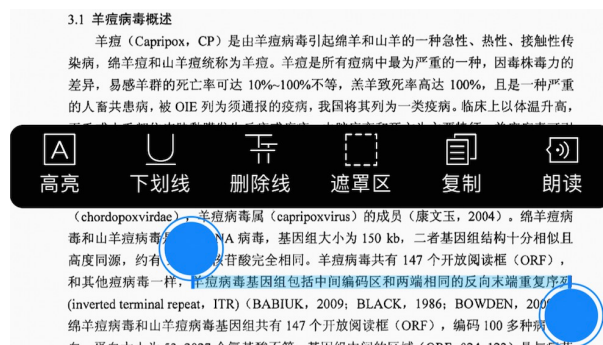 3.1 羊痘病毒概述
羊痘（Capripox，CP）是由羊痘病毒引起绵羊和山羊的一种急性、热性、接触性传
染病，绵羊痘和山羊痘统称为羊痘。羊痘是所有痘病中最为严重的一种，因毒株毒力的
差异，易感羊群的死亡率可达 10%~100%不等，羔羊致死率高达 100%，且是一种严重
的人畜共患病，被 OIE 列为须通报的疫病，我国将其列为一类疫病。临床上以体温升高，
高亮
下划线
删除线
遮罩区
复制
朗读
（chordopoxvirdae），羊痘病毒属（capripoxvirus）的成员（康文玉，2004）。绵羊痘病
毒和山羊痘病毒 NA 病毒，基因组大小为 150 kb，二者基因组结构十分相似且
高度同源，约有 核苷酸完全相同。羊痘病毒共有 147 个开放阅读框（ORF），
和其他痘病毒一样，羊痘病毒基因组包括中间编码区和两端相同的反向末端重复序列
(inverted terminal repeat，ITR)（BABIUK，2009；BLACK，1986；BOWDEN，200
绵羊痘病毒和山羊痘病毒基因组共有 147 个开放阅读框（ORF），编码 100 多种病